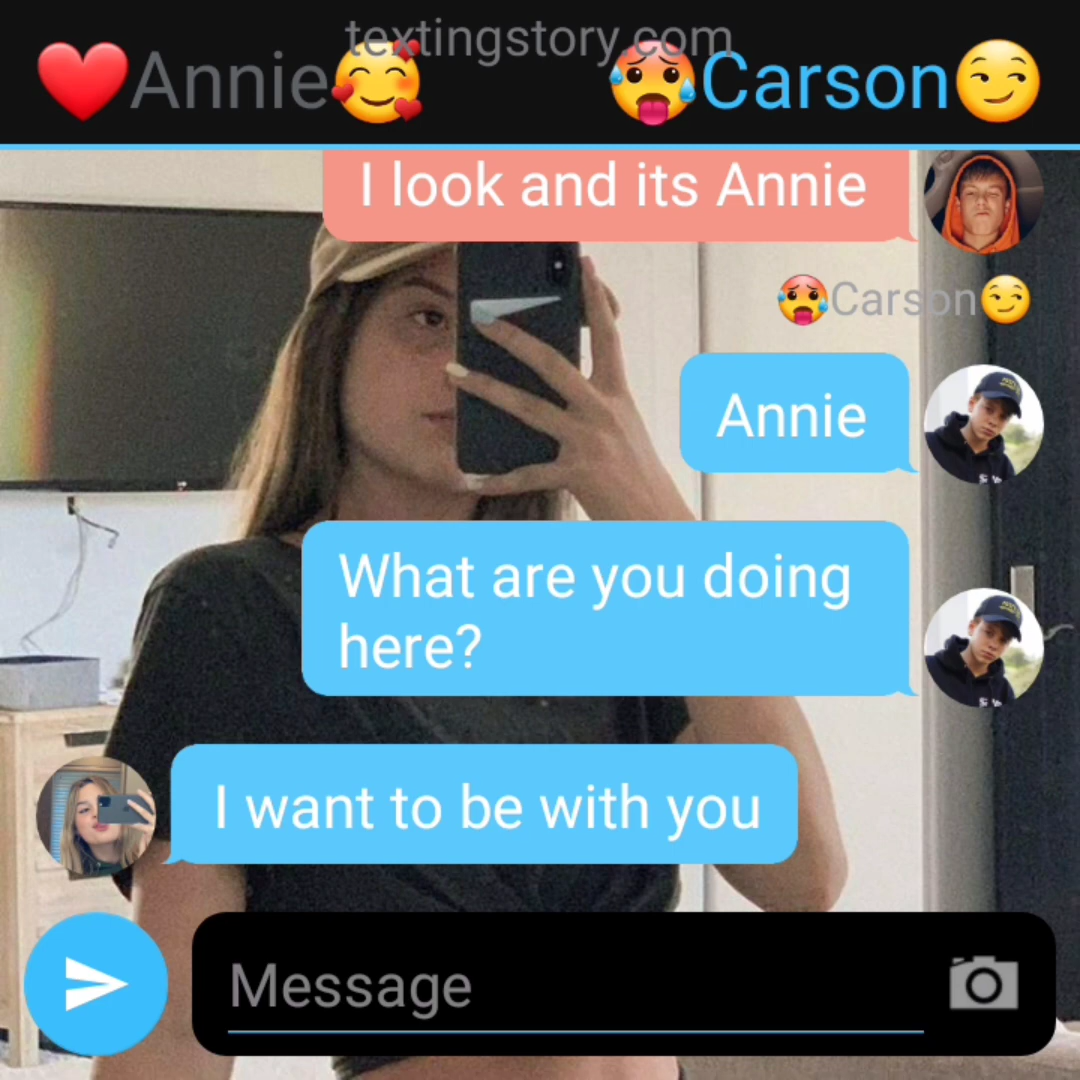 textingstory.com
❤️Annie🥰
🥵Carson😏
I look and its Annie
🥵Carson😏
Annie
What are you doing
here?
I want to be with you
Message